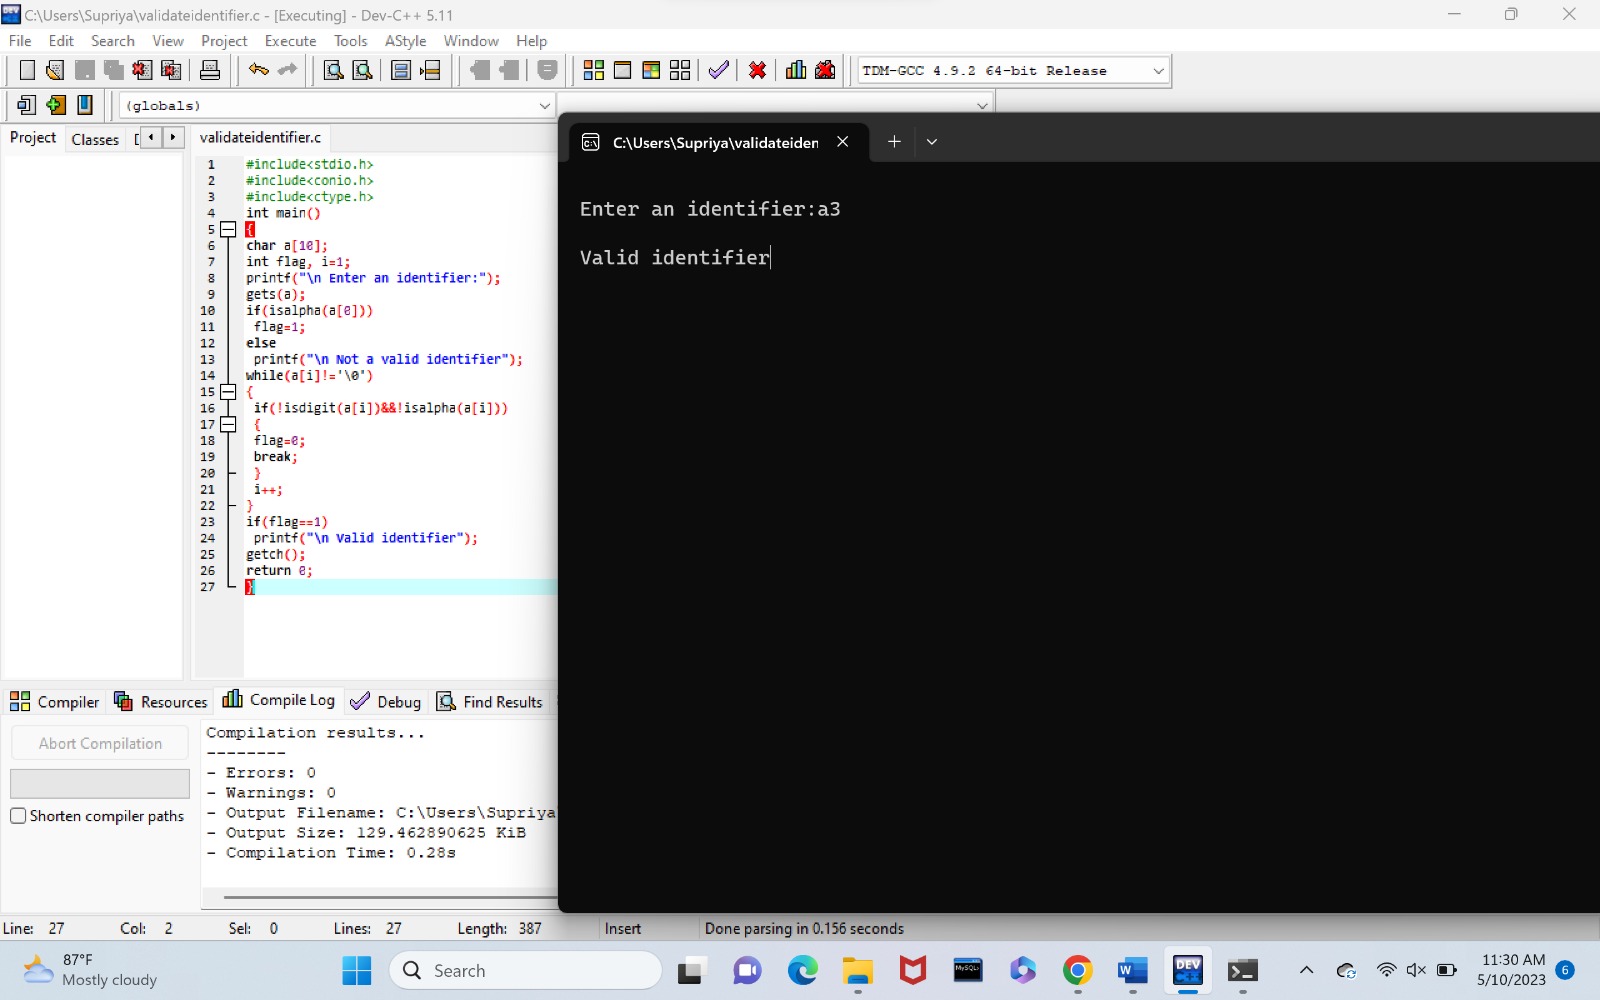 C:\Users\Supriya\validateidentifier.c - [Executing] - Dev-C++ 5.11
File Edit Search View Project Execute Tools AStyle Window Help
TDM-GCC 4.9.2 64-bit Release
(globals)
Project Classes [
validateidentifier.c
1 #include<stdio.h>
2 #include<conio.h>
3 #include<ctype.h>
4 int main()
5 {
6 char a[10];
7 int flag, i=1;
8 printf("\n Enter an identifier:");
9 gets(a);
10 if(isalpha(a[0]))
11 flag=1;
12 else
13 printf("\n Not a valid identifier");
14 while(a[i]!='\0')
15 {
16 if(!isdigit(a[i])&&!isalpha(a[i]))
17 {
18 flag=0;
19 break;
20 }
21 i++;
22 }
23 if(flag==1)
24 printf("\n Valid identifier");
25 getch();
26 return 0;
27 }
C:\Users\Supriya\validateiden
Enter an identifier:a3
Valid identifier
Compiler Resources Compile Log Debug Find Results
Abort Compilation
Shorten compiler paths
Compilation results...
--------
- Errors: 0
- Warnings: 0
- Output Filename: C:\Users\Supriya
- Output Size: 129.462890625 KiB
- Compilation Time: 0.28s
Line: 27 Col: 2 Sel: 0 Lines: 27 Length: 387 Insert Done parsing in 0.156 seconds
87°F
Mostly cloudy
Search
MySQL
W
DEV
11:30 AM
5/10/2023
6